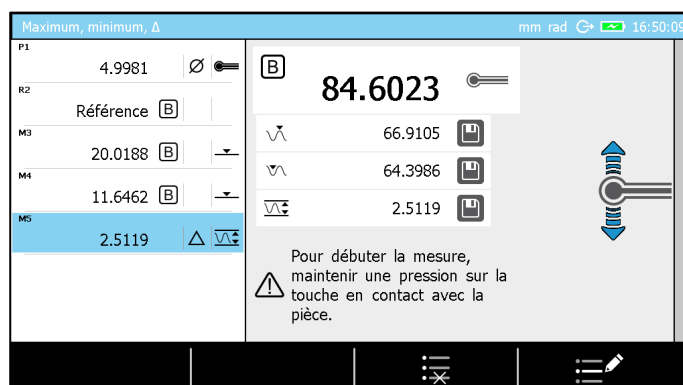 Maximum, minimum, Δ mm rad 16:50:09
P1
4.9981 Ø
R2
Référence B
M3
20.0188 B
M4
11.6462 B
M5
2.5119 Δ
B
84.6023
66.9105
64.3986
2.5119
Pour débuter la mesure,
maintenir une pression sur la
touche en contact avec la
pièce.